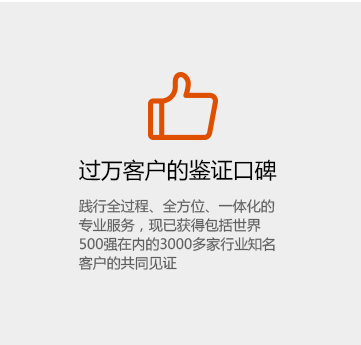 过万客户的鉴证口碑
践行全过程、全方位、一体化的
专业服务，现已获得包括世界
500强在内的3000多家行业知名
客户的共同见证